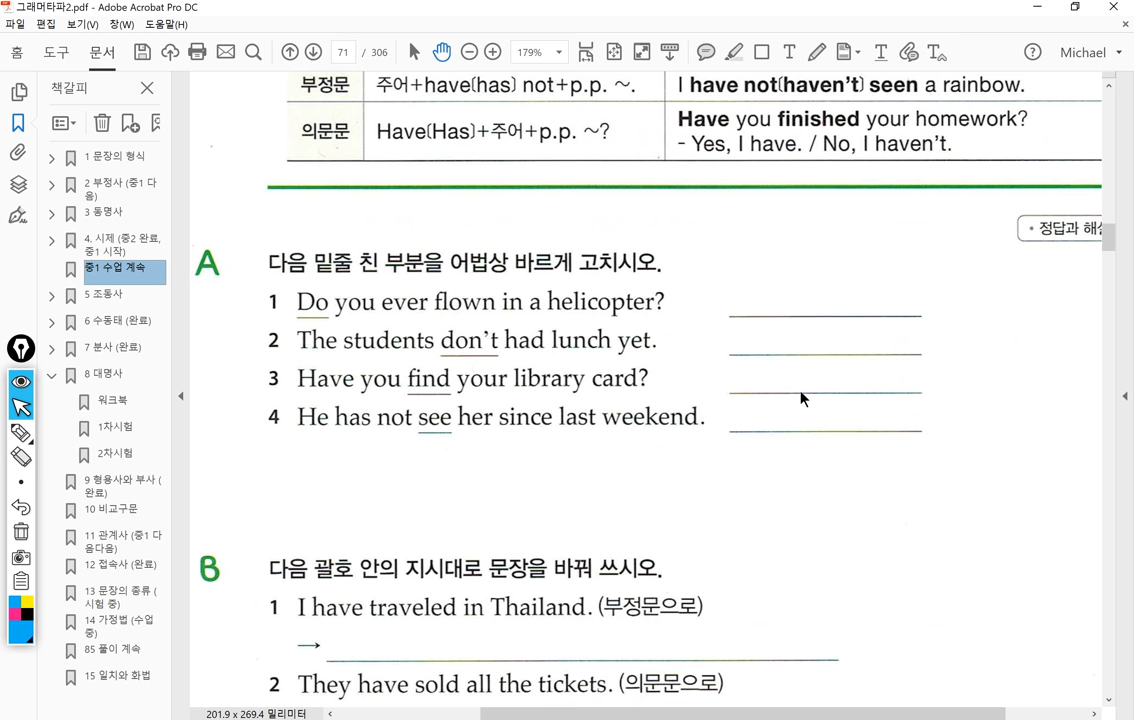 그래머타파2.pdf - Adobe Acrobat Pro DC
파일 편집 보기(V) 창(W) 도움말(H)
홈 도구 문서 71 / 306 179% Michael
책갈피
1 문장의 형식
2 부정사 (중1 다
음)
3 동명사
4. 시제 (중2 완료,
중1 시작)
중1 수업 계속
5 조동사
6 수동태 (완료)
7 분사 (완료)
8 대명사
워크북
1차시험
2차시험
9 형용사와 부사 (
완료)
10 비교구문
11 관계사 (중1 다
음다음)
12 접속사 (완료)
13 문장의 종류 (
시험 중)
14 가정법 (수업
중)
85 풀이 계속
15 일치와 화법
부정문 주어+have(has) not+p.p. ~. I have not(haven't) seen a rainbow.
의문문 Have(Has)+주어+p.p. ~? Have you finished your homework?
- Yes, I have. / No, I haven't.
• 정답과 해
A 다음 밑줄 친 부분을 어법상 바르게 고치시오.
1 Do you ever flown in a helicopter?
2 The students don't had lunch yet.
3 Have you find your library card?
4 He has not see her since last weekend.
B 다음 괄호 안의 지시대로 문장을 바꿔 쓰시오.
1 I have traveled in Thailand. (부정문으로)
→
2 They have sold all the tickets. (의문문으로)
201.9 x 269.4 밀리미터